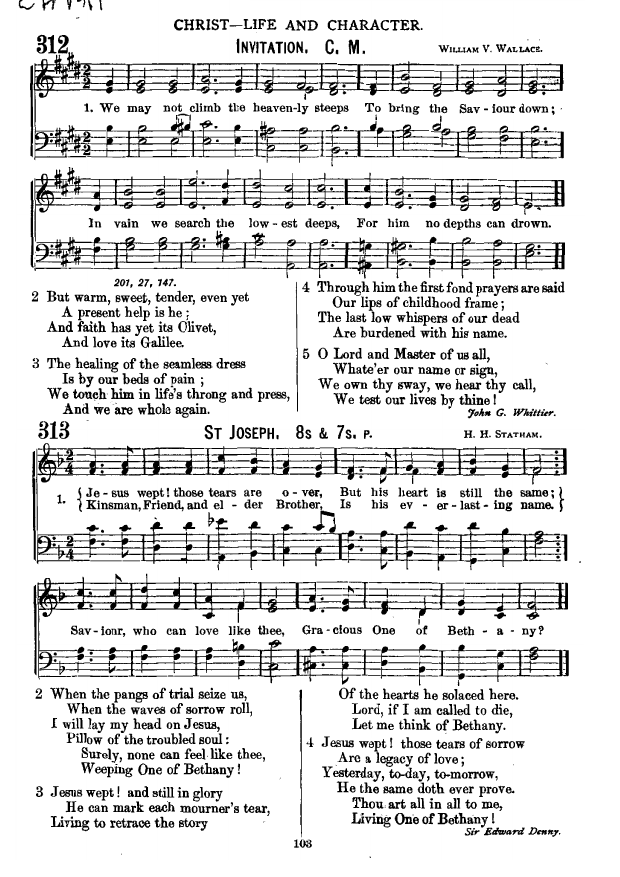 CHRIST—LIFE AND CHARACTER.
312 INVITATION. C. M. WILLIAM V. WALLACE.
1. We may not climb the heaven-ly steeps To bring the Sav-iour down;
In vain we search the low-est deeps, For him no depths can drown.
201, 27, 147.
2 But warm, sweet, tender, even yet
A present help is he;
And faith has yet its Olivet,
And love its Galilee.
3 The healing of the seamless dress
Is by our beds of pain;
We touch him in life's throng and press,
And we are whole again.
4 Through him the first fond prayers are said
Our lips of childhood frame;
The last low whispers of our dead
Are burdened with his name.
5 O Lord and Master of us all,
Whate'er our name or sign,
We own thy sway, we hear thy call,
We test our lives by thine!
John G. Whittier.
313 ST JOSEPH. 8s & 7s. P. H. H. STATHAM.
1. { Je-sus wept! those tears are o-ver, But his heart is still the same; }
{ Kinsman, Friend, and el-der Brother, Is his ev-er-last-ing name. }
Sav-iour, who can love like thee, Gra-cious One of Beth-a-ny?
2 When the pangs of trial seize us,
When the waves of sorrow roll,
I will lay my head on Jesus,
Pillow of the troubled soul:
Surely, none can feel like thee,
Weeping One of Bethany!
3 Jesus wept! and still in glory
He can mark each mourner's tear,
Living to retrace the story
Of the hearts he solaced here.
Lord, if I am called to die,
Let me think of Bethany.
4 Jesus wept! those tears of sorrow
Are a legacy of love;
Yesterday, to-day, to-morrow,
He the same doth ever prove.
Thou art all in all to me,
Living One of Bethany!
Sir Edward Denny.
103